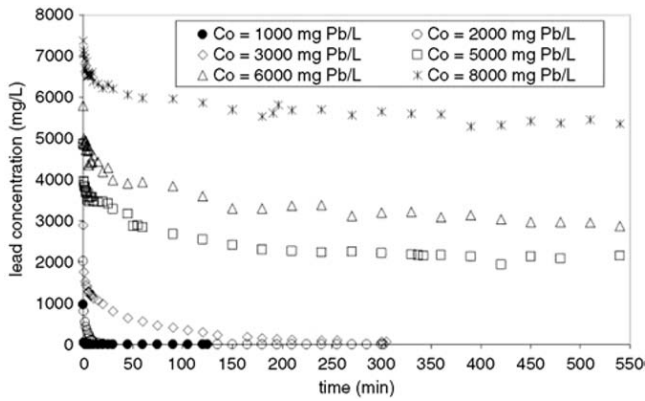 8000
7000
6000
5000
4000
3000
2000
1000
0
lead concentration (mg/L)
Co = 1000 mg Pb/L
Co = 2000 mg Pb/L
Co = 3000 mg Pb/L
Co = 5000 mg Pb/L
Co = 6000 mg Pb/L
Co = 8000 mg Pb/L
0 50 100 150 200 250 300 350 400 450 500 540
time (min)